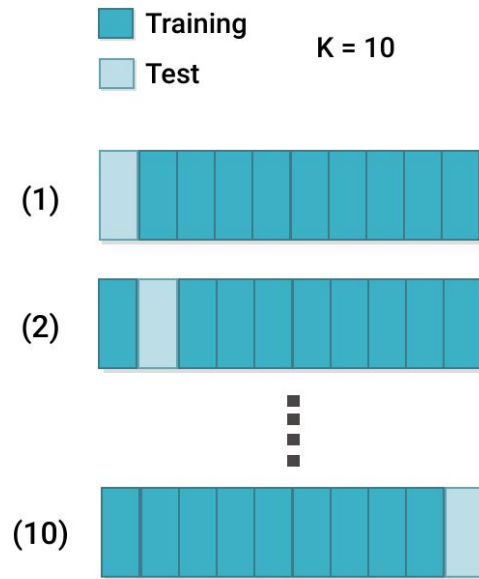 Training
K = 10
Test
(1)
(2)
(10)